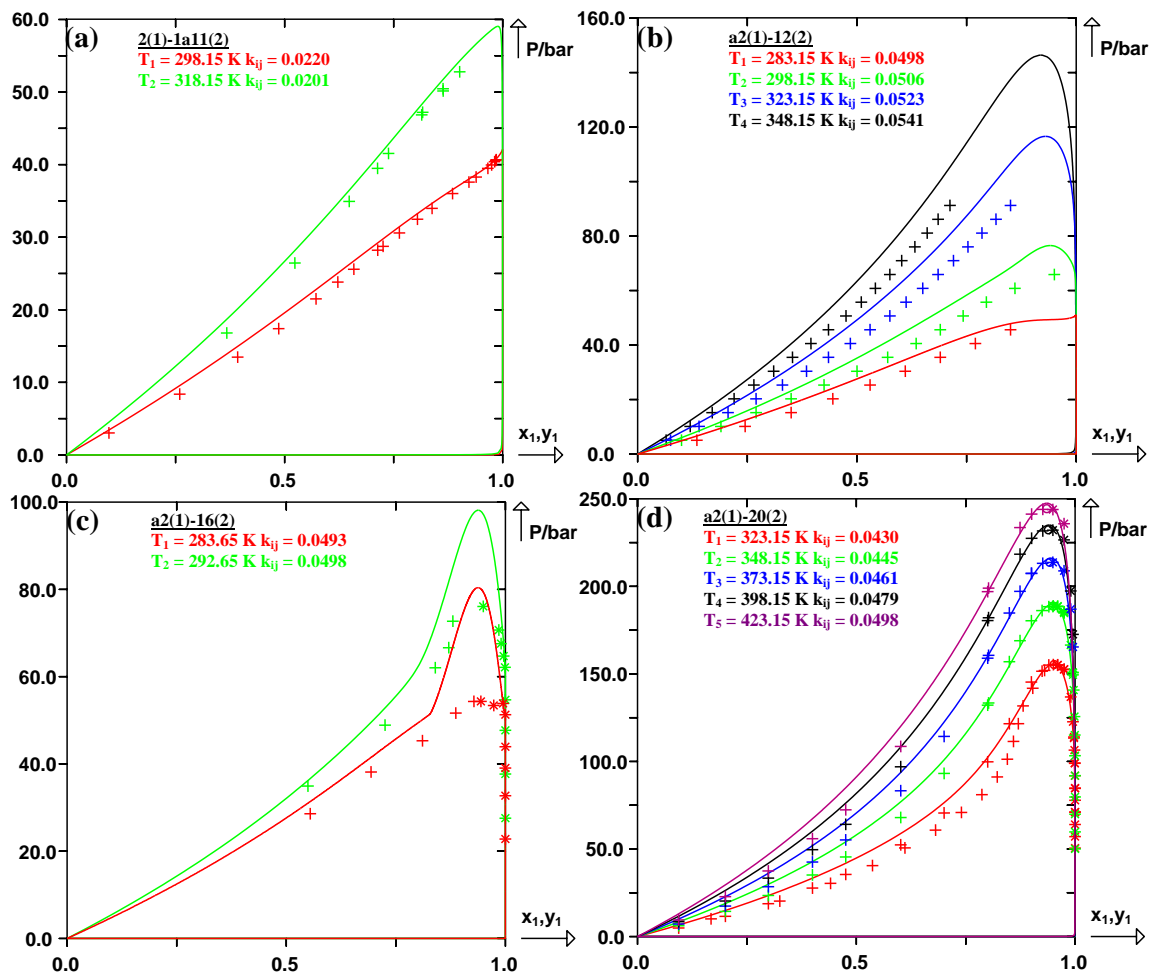 (a)
2(1)-1a11(2)
T₁ = 298.15 K kᵢⱼ = 0.0220
T₂ = 318.15 K kᵢⱼ = 0.0201
P/bar
60.0
50.0
40.0
30.0
20.0
10.0
0.0
x₁,y₁
0.0
0.5
1.0
(b)
a2(1)-12(2)
T₁ = 283.15 K kᵢⱼ = 0.0498
T₂ = 298.15 K kᵢⱼ = 0.0506
T₃ = 323.15 K kᵢⱼ = 0.0523
T₄ = 348.15 K kᵢⱼ = 0.0541
P/bar
160.0
120.0
80.0
40.0
0.0
x₁,y₁
0.0
0.5
1.0
(c)
a2(1)-16(2)
T₁ = 283.65 K kᵢⱼ = 0.0493
T₂ = 292.65 K kᵢⱼ = 0.0498
P/bar
100.0
80.0
60.0
40.0
20.0
0.0
x₁,y₁
0.0
0.5
1.0
(d)
a2(1)-20(2)
T₁ = 323.15 K kᵢⱼ = 0.0430
T₂ = 348.15 K kᵢⱼ = 0.0445
T₃ = 373.15 K kᵢⱼ = 0.0461
T₄ = 398.15 K kᵢⱼ = 0.0479
T₅ = 423.15 K kᵢⱼ = 0.0498
P/bar
250.0
200.0
150.0
100.0
50.0
0.0
x₁,y₁
0.0
0.5
1.0